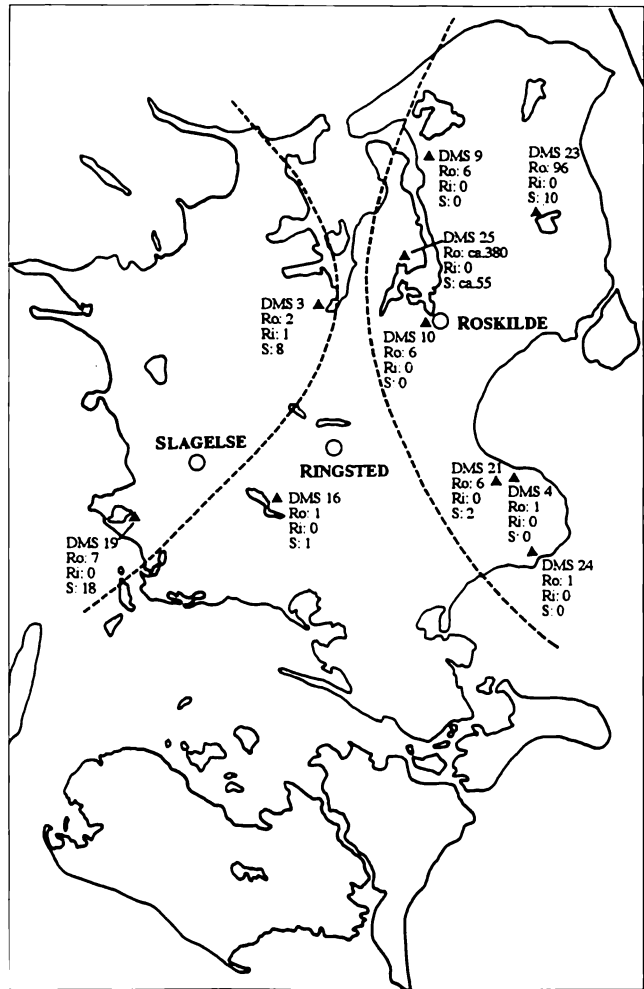 DMS 9
Ro: 6
Ri: 0
S: 0
DMS 23
Ro: 96
Ri: 0
S: 10
DMS 25
Ro: ca.380
Ri: 0
S: ca.55
DMS 3
Ro: 2
Ri: 1
S: 8
ROSKILDE
DMS 10
Ro: 6
Ri: 0
S: 0
SLAGELSE
RINGSTED
DMS 21
Ro: 6
Ri: 0
S: 2
DMS 4
Ro: 1
Ri: 0
S: 0
DMS 16
Ro: 1
Ri: 0
S: 1
DMS 19
Ro: 7
Ri: 0
S: 18
DMS 24
Ro: 1
Ri: 0
S: 0